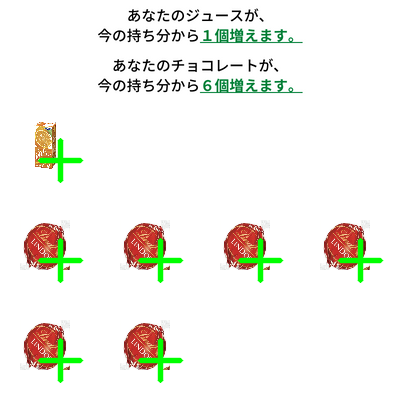 あなたのジュースが、
今の持ち分から１個増えます。
あなたのチョコレートが、
今の持ち分から６個増えます。